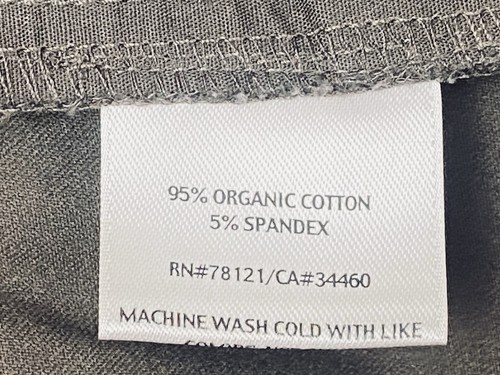 95% ORGANIC COTTON
5% SPANDEX
RN#78121/CA#34460
MACHINE WASH COLD WITH LIKE